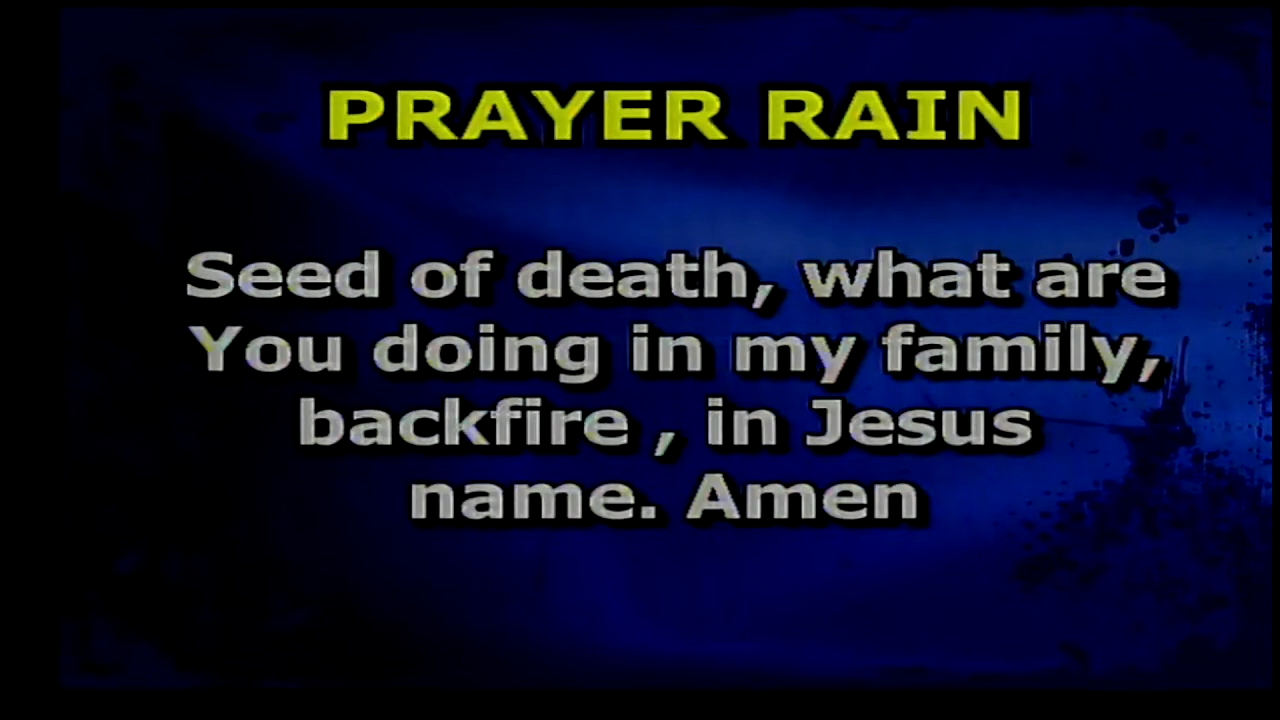 PRAYER RAIN
Seed of death, what are
You doing in my family,
backfire , in Jesus
name. Amen